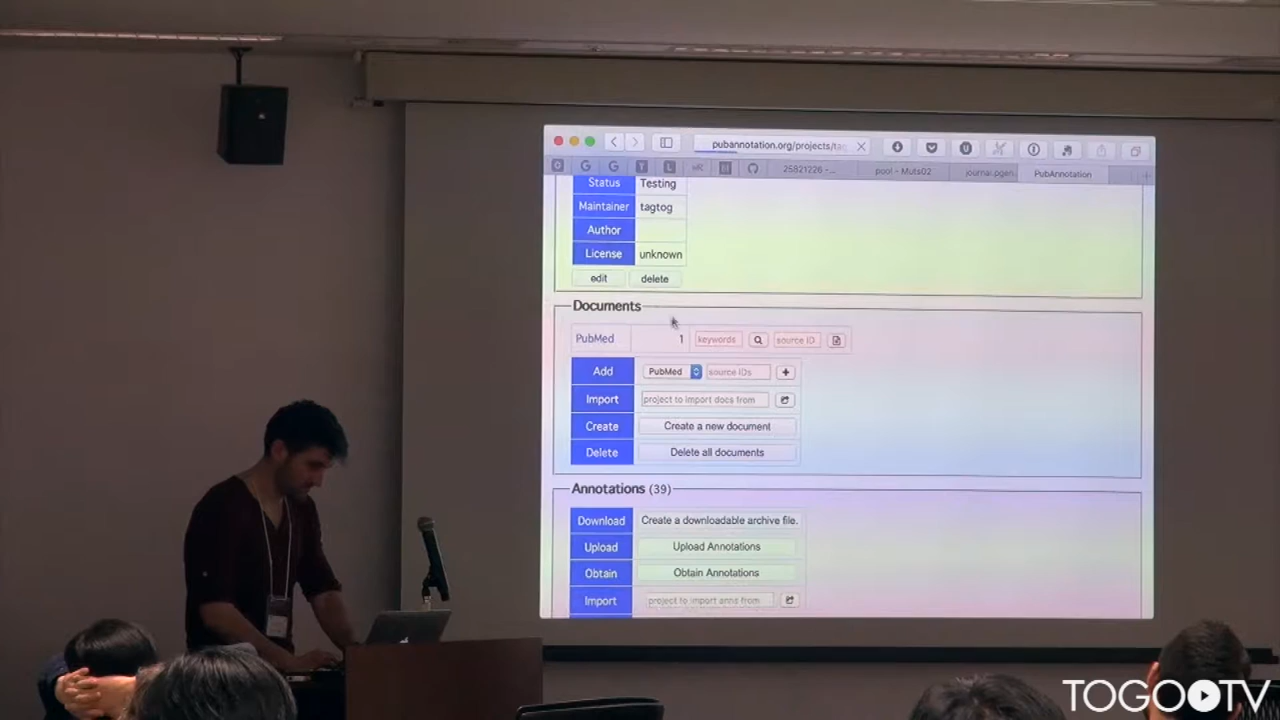 pubannotation.org/projects/ta
25821226 -...
pool - Muts02
journal.pgen
PubAnnotation
Status Testing
Maintainer tagtog
Author
License unknown
edit delete
Documents
PubMed 1 keywords source ID
Add PubMed source IDs
Import project to import docs from
Create Create a new document
Delete Delete all documents
Annotations (39)
Download Create a downloadable archive file.
Upload Upload Annotations
Obtain Obtain Annotations
Import project to import anns from
TOGOTV